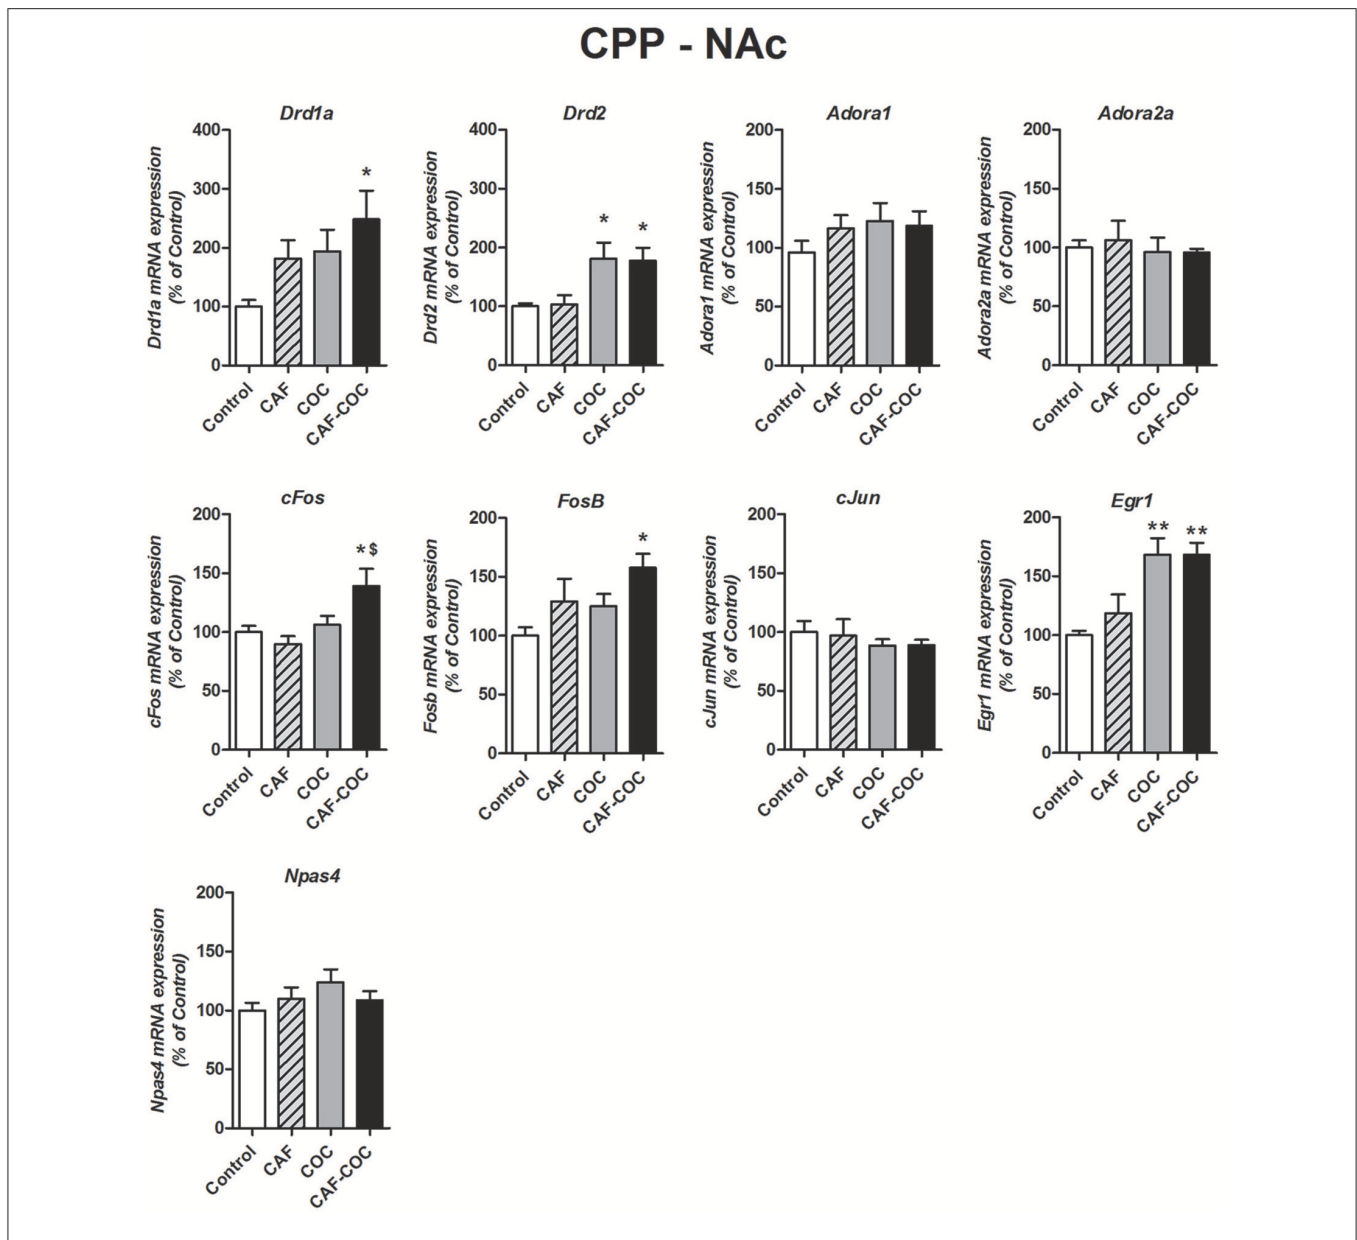 CPP - NAc
Drd1a
Drd1a mRNA expression
(% of Control)
400
300
200
100
0
*
Control
CAF
COC
CAF-COC
Drd2
Drd2 mRNA expression
(% of Control)
400
300
200
100
0
*
*
Control
CAF
COC
CAF-COC
Adora1
Adora1 mRNA expression
(% of Control)
200
150
100
50
0
Control
CAF
COC
CAF-COC
Adora2a
Adora2a mRNA expression
(% of Control)
200
150
100
50
0
Control
CAF
COC
CAF-COC
cFos
cFos mRNA expression
(% of Control)
200
150
100
50
0
* $
Control
CAF
COC
CAF-COC
FosB
Fosb mRNA expression
(% of Control)
200
150
100
50
0
*
Control
CAF
COC
CAF-COC
cJun
cJun mRNA expression
(% of Control)
200
150
100
50
0
Control
CAF
COC
CAF-COC
Egr1
Egr1 mRNA expression
(% of Control)
200
150
100
50
0
**
**
Control
CAF
COC
CAF-COC
Npas4
Npas4 mRNA expression
(% of Control)
200
150
100
50
0
Control
CAF
COC
CAF-COC